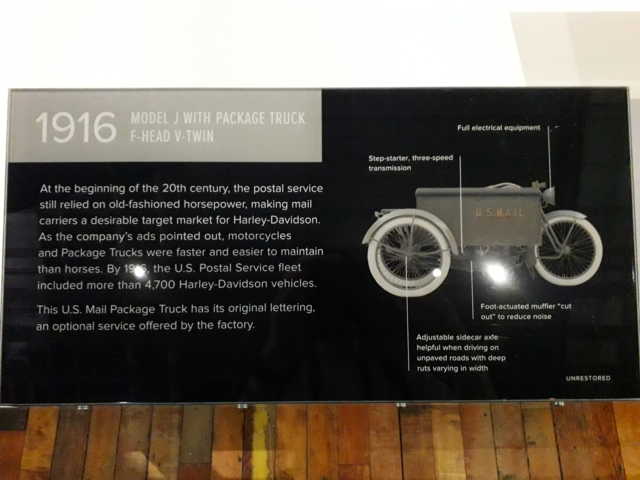 1916 MODEL J WITH PACKAGE TRUCK
F-HEAD V-TWIN
At the beginning of the 20th century, the postal service
still relied on old-fashioned horsepower, making mail
carriers a desirable target market for Harley-Davidson.
As the company's ads pointed out, motorcycles
and Package Trucks were faster and easier to maintain
than horses. By the U.S. Postal Service fleet
included more than 4,700 Harley-Davidson vehicles.
This U.S. Mail Package Truck has its original lettering,
an optional service offered by the factory.
Full electrical equipment
Step-starter, three-speed
transmission
U.S.MAIL
Foot-actuated muffler “cut
out” to reduce noise
Adjustable sidecar axle
helpful when driving on
unpaved roads with deep
ruts varying in width
UNRESTORED